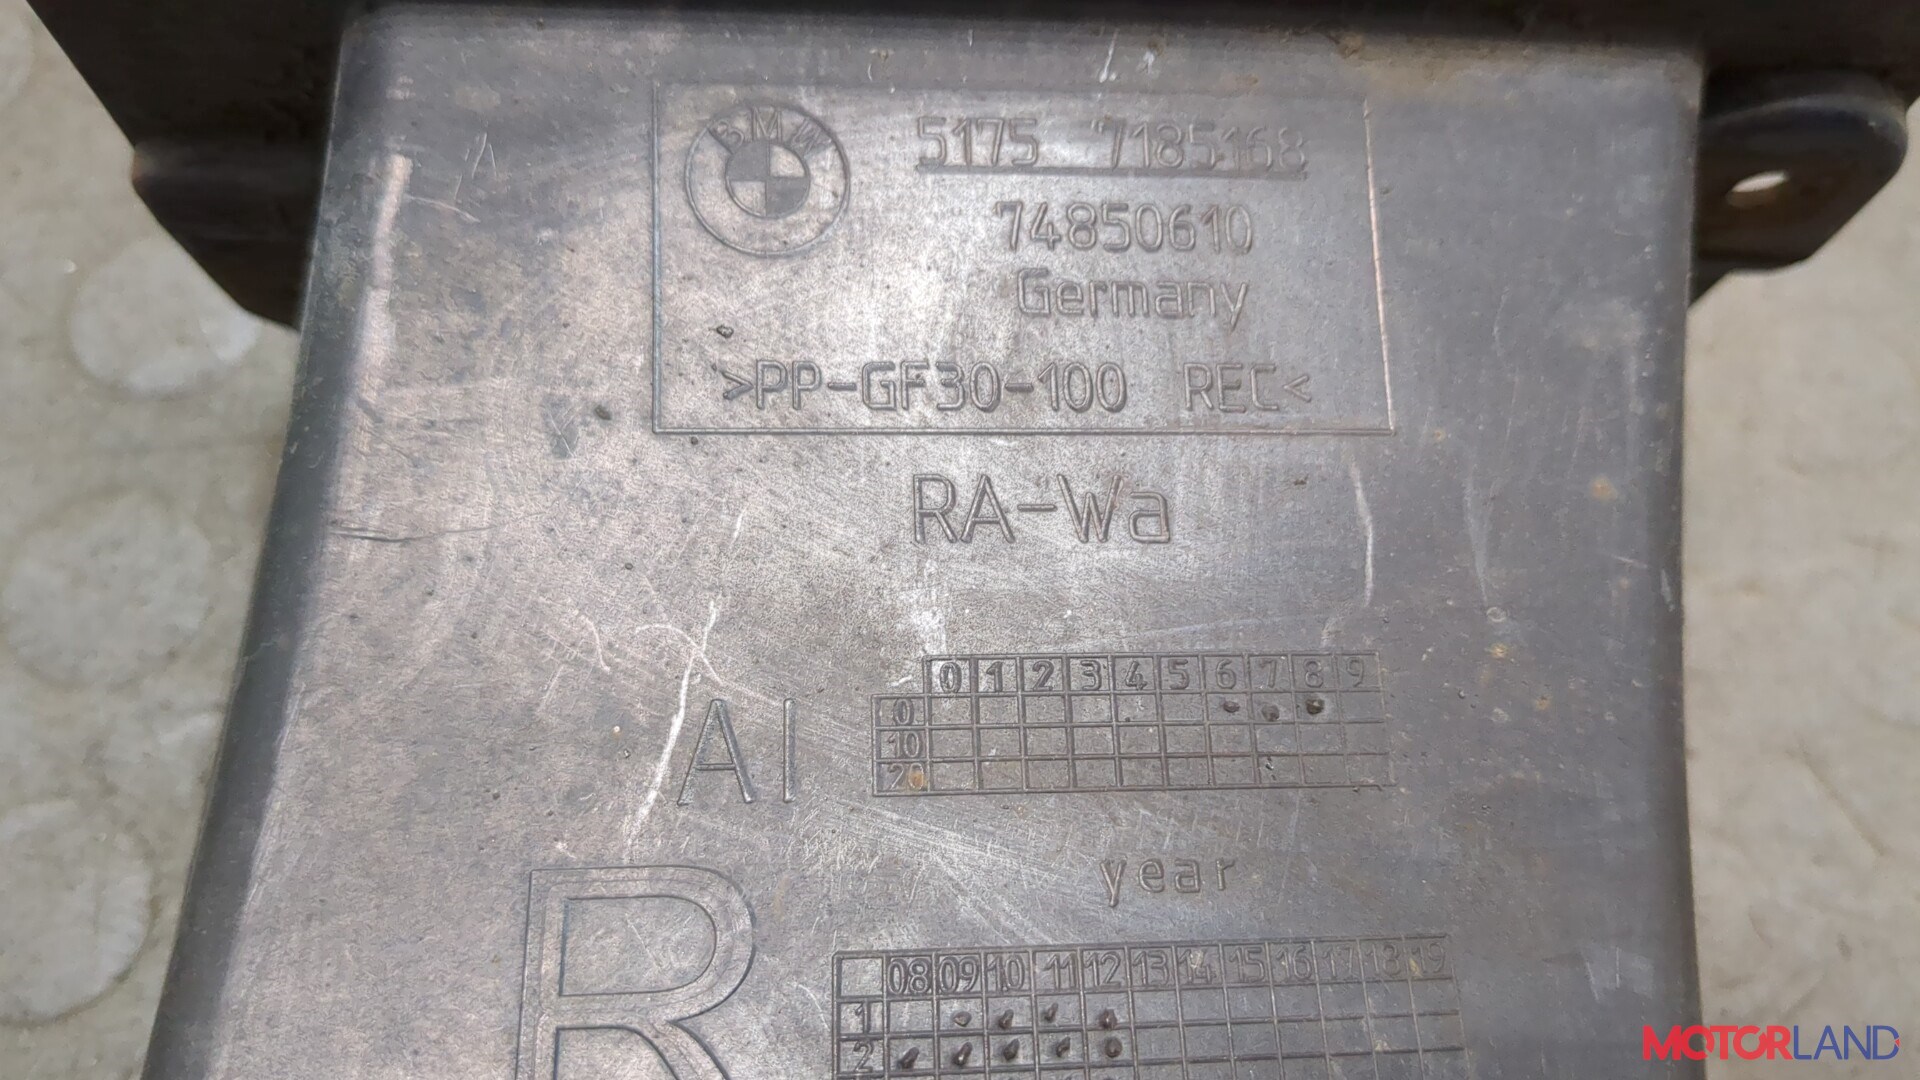 BMW
5175 7185168
74850610
Germany
>PP-GF30-100 REC<
RA-Wa
0 1 2 3 4 5 6 7 8 9
0
10
20
AI
year
R
08 09 10 11 12 13 14 15 16 17 18 19
1
2
MOTORLAND